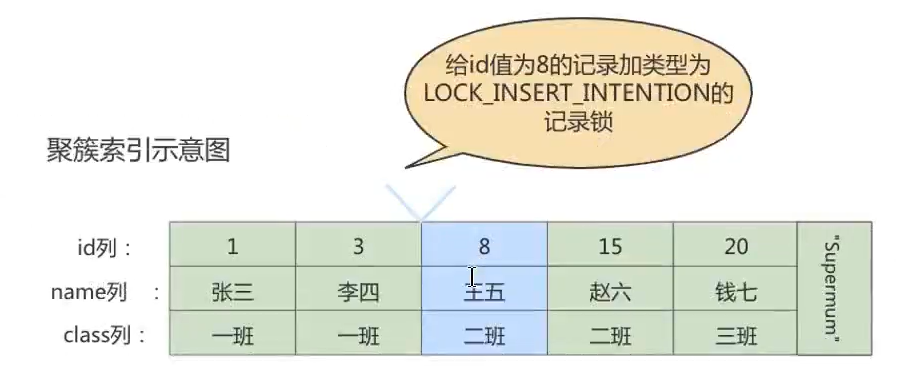 给id值为8的记录加类型为
LOCK_INSERT_INTENTION的
记录锁
聚簇索引示意图
id列： 1 3 8 15 20 "Supermum"
name列 ： 张三 李四 王五 赵六 钱七
class列： 一班 一班 二班 二班 三班